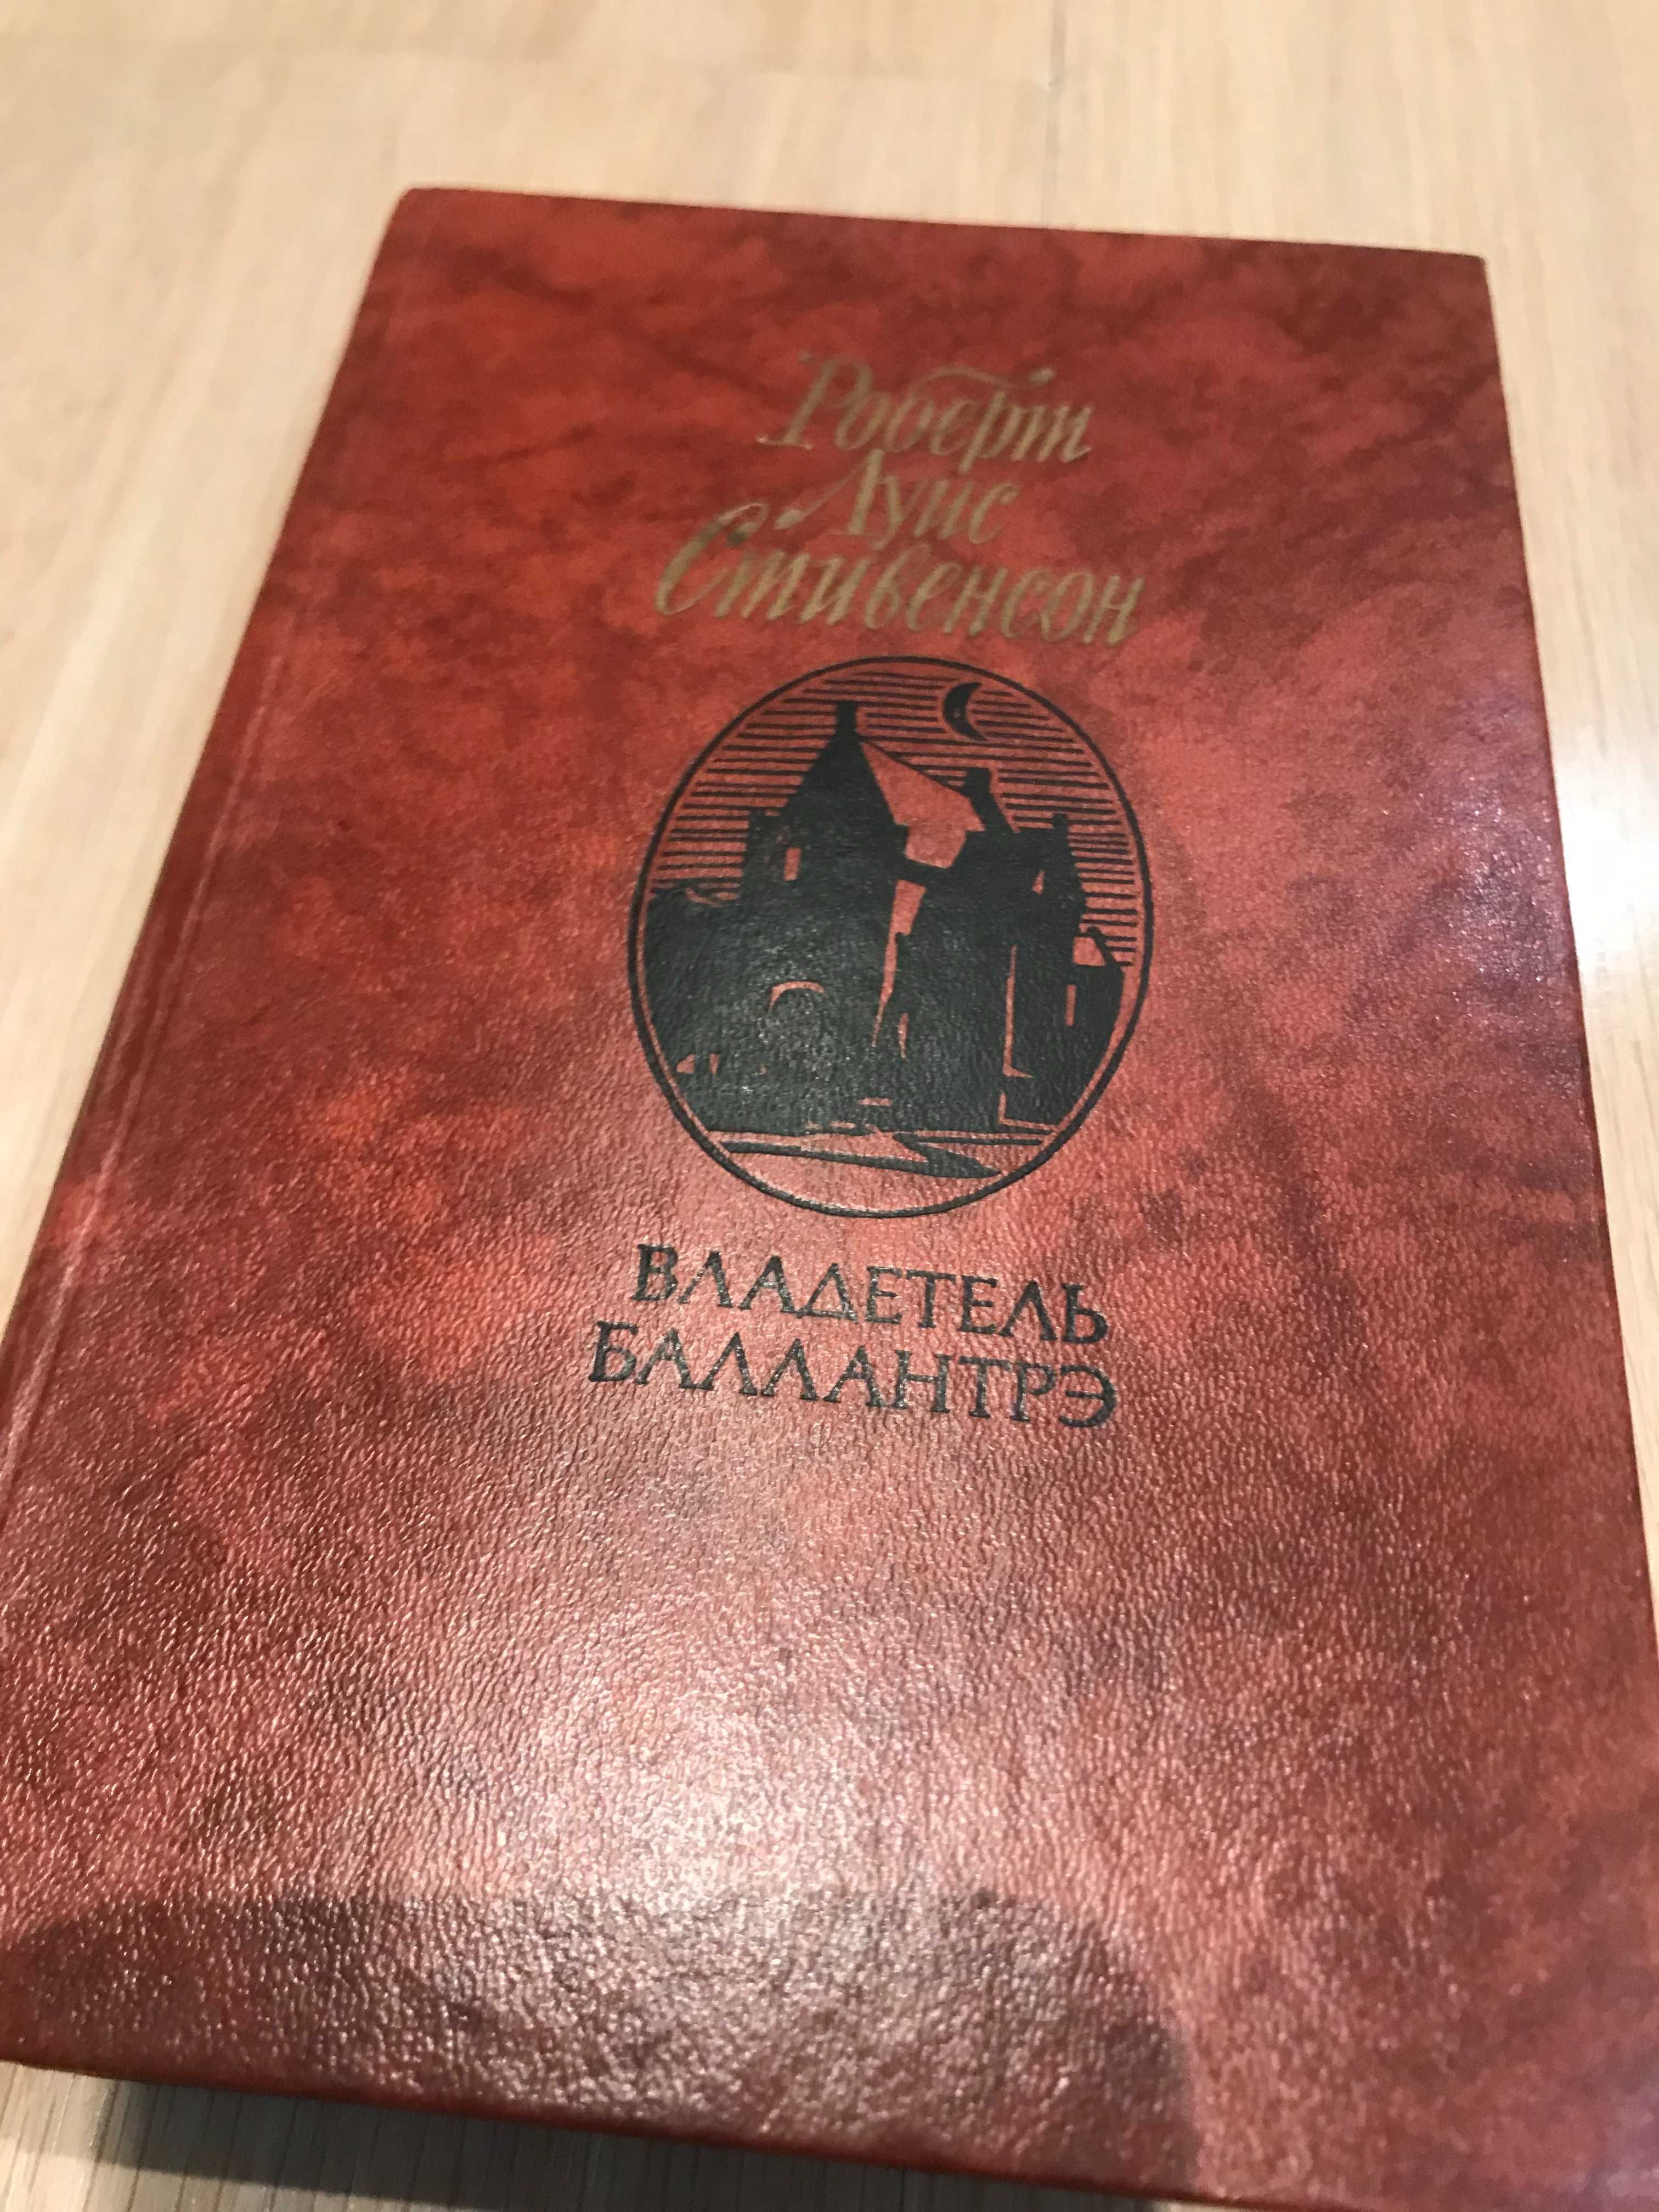 Роберт
Луис
Стивенсон
ВЛАДЕТЕЛЬ
БАЛЛАНТРЭ